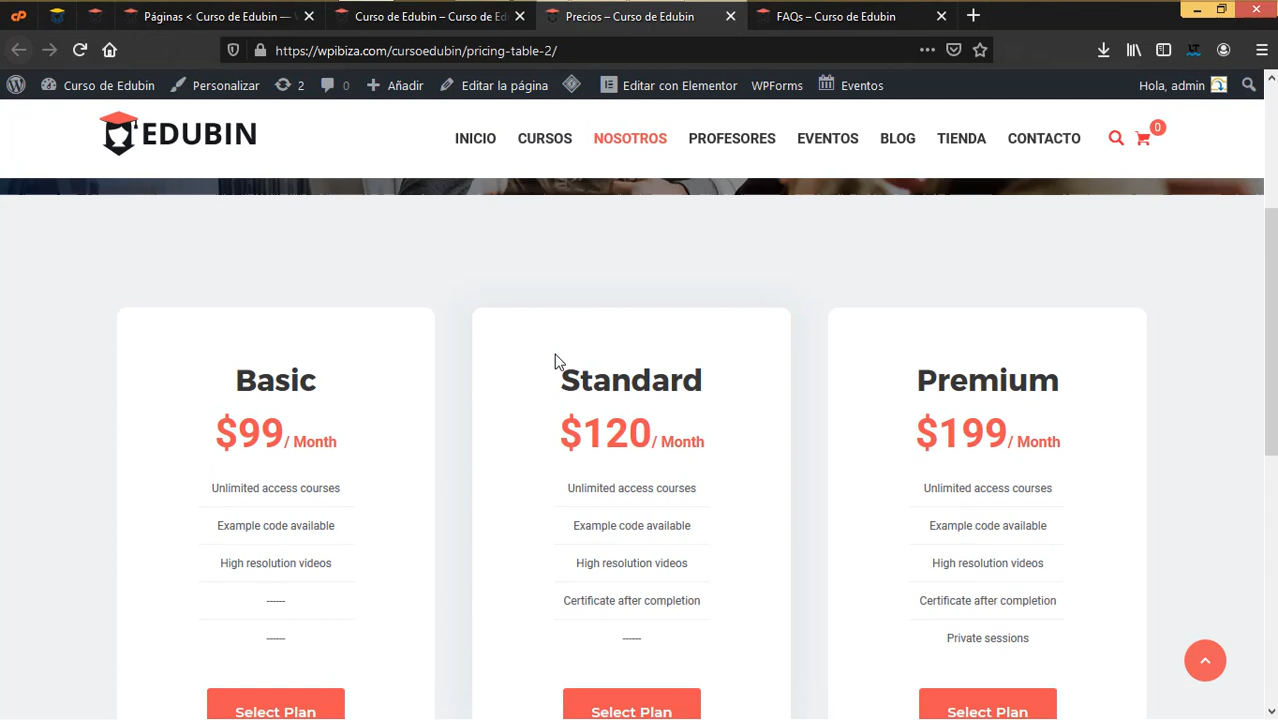 Páginas < Curso de Edubin —
Curso de Edubin – Curso de Ed
Precios – Curso de Edubin
FAQs – Curso de Edubin
https://wpibiza.com/cursoedubin/pricing-table-2/
Curso de Edubin
Personalizar
2
0
Añadir
Editar la página
Editar con Elementor
WPForms
Eventos
Hola, admin
EDUBIN
INICIO
CURSOS
NOSOTROS
PROFESORES
EVENTOS
BLOG
TIENDA
CONTACTO
0
Basic
$99/ Month
Unlimited access courses
Example code available
High resolution videos
------
------
Select Plan
Standard
$120/ Month
Unlimited access courses
Example code available
High resolution videos
Certificate after completion
------
Select Plan
Premium
$199/ Month
Unlimited access courses
Example code available
High resolution videos
Certificate after completion
Private sessions
Select Plan